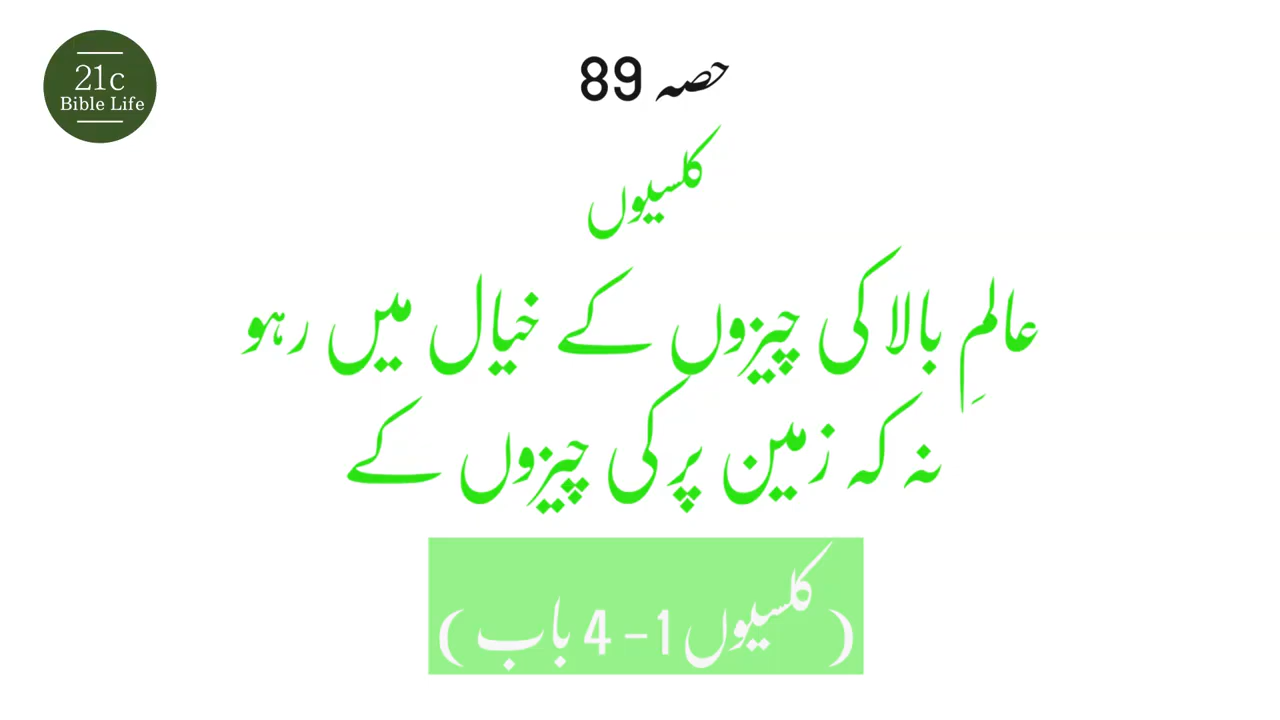 21c
Bible Life
حصہ 89
کلسیوں
عالمِ بالا کی چیزوں کے خیال میں رہو
نہ کہ زمین پر کی چیزوں کے
( کلسیوں 1 - 4 باب )